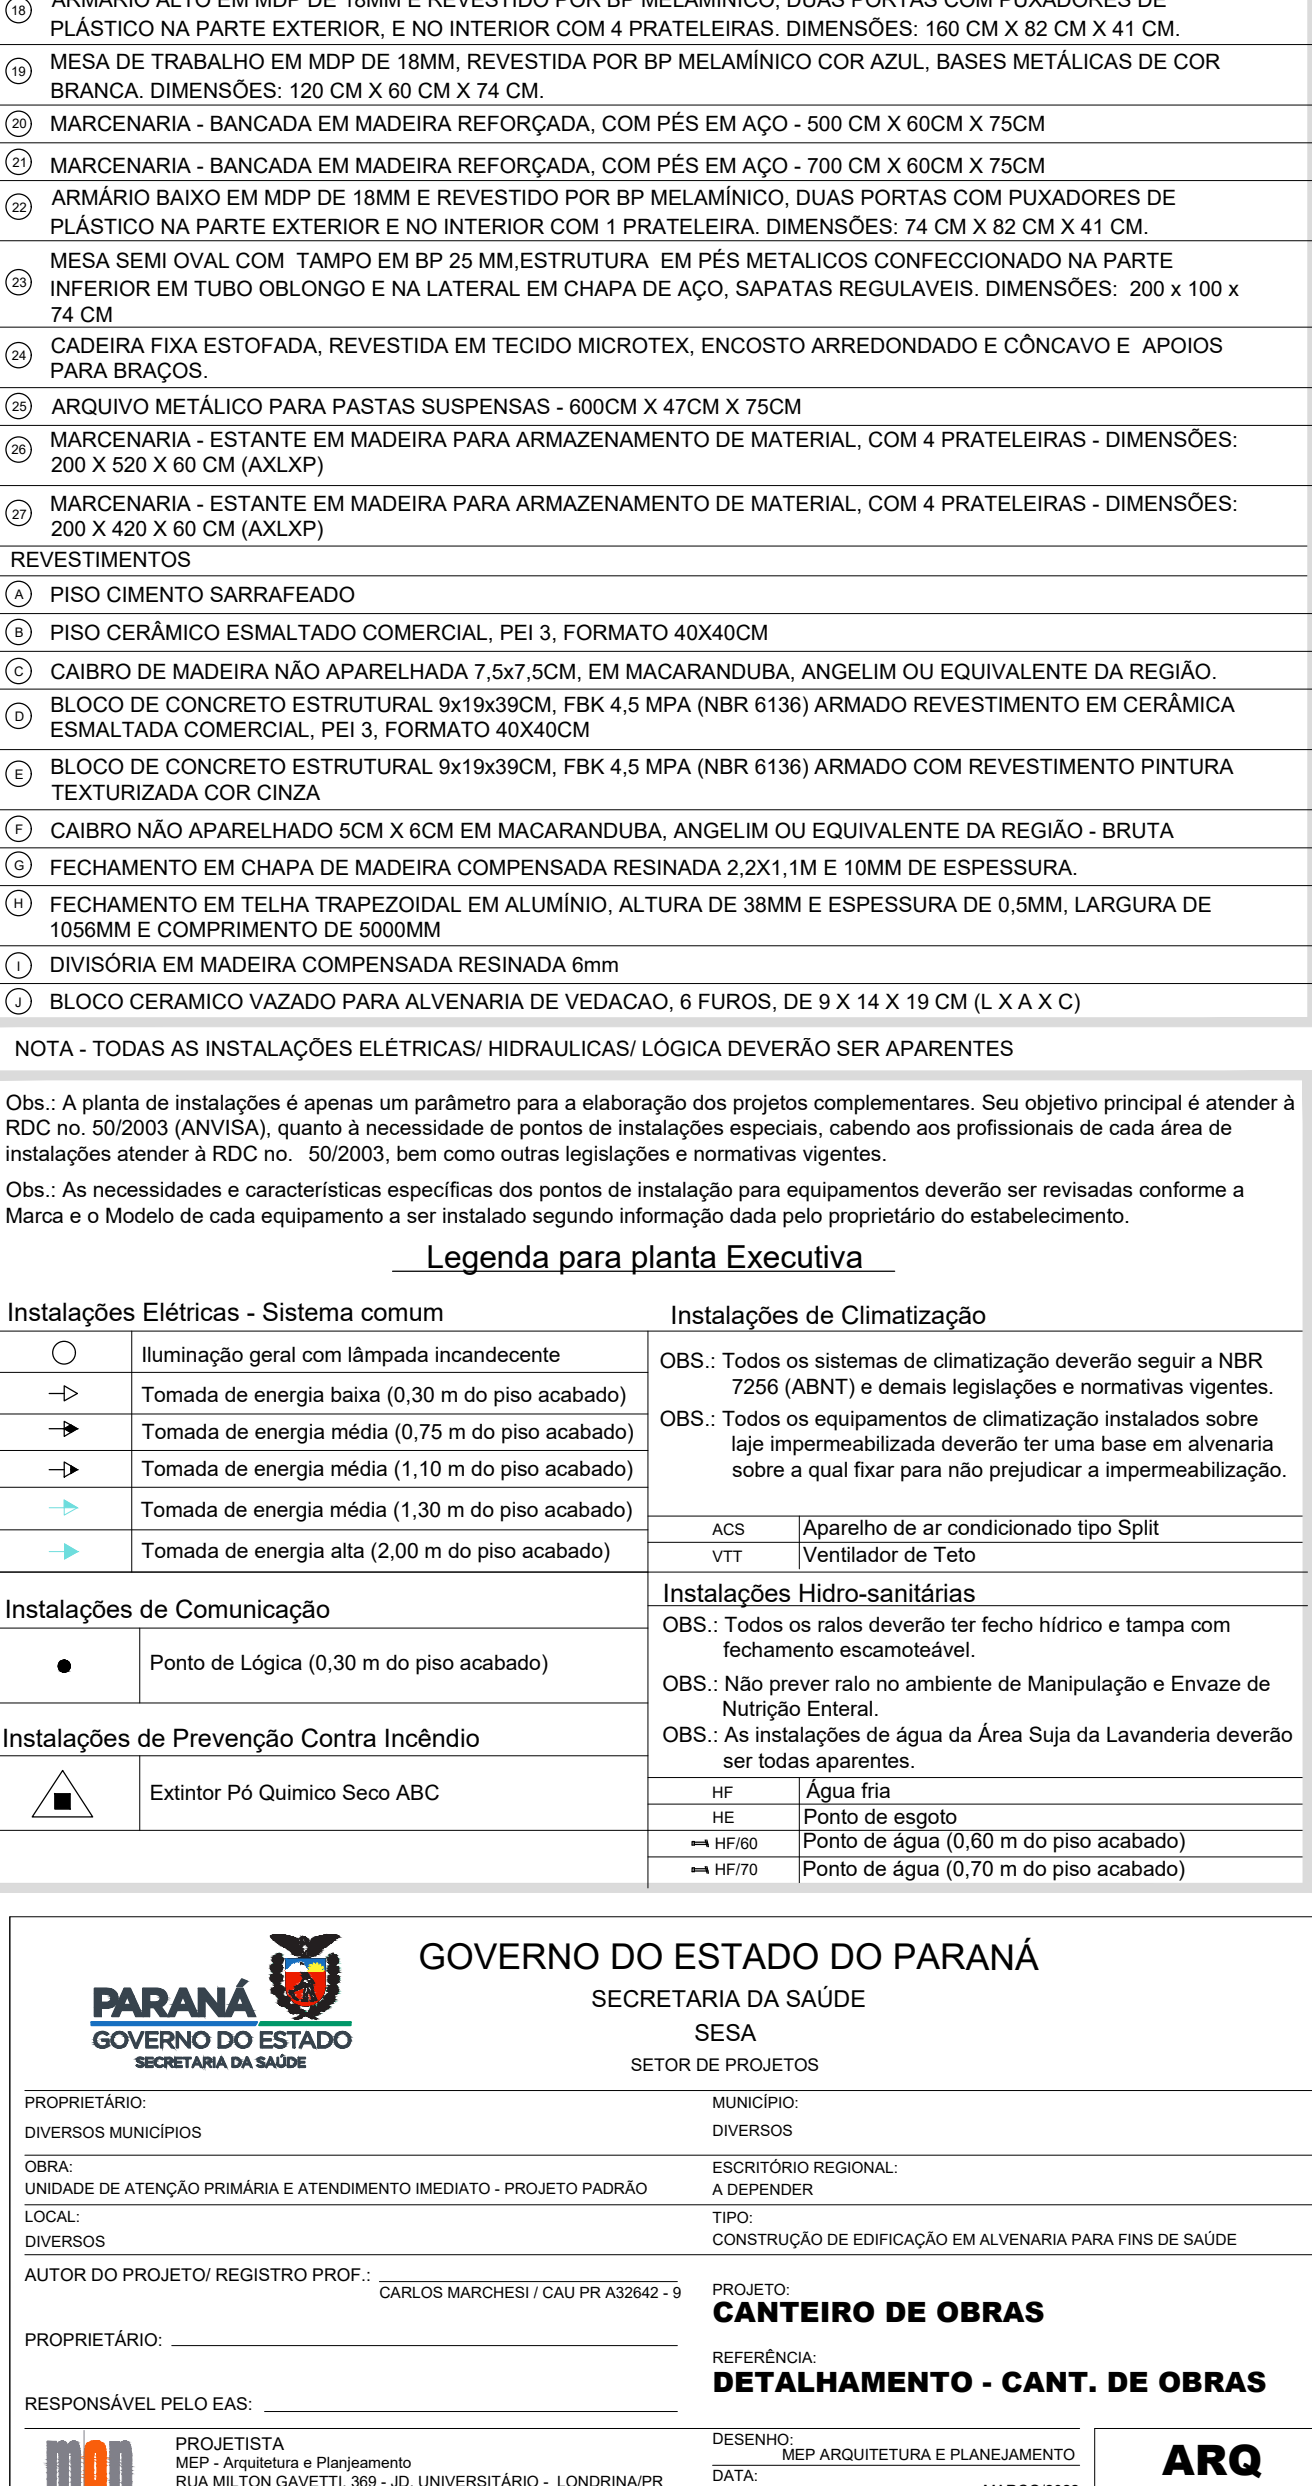 18 ARMÁRIO ALTO EM MDP DE 18MM E REVESTIDO POR BP MELAMÍNICO, DUAS PORTAS COM PUXADORES DE
PLÁSTICO NA PARTE EXTERIOR, E NO INTERIOR COM 4 PRATELEIRAS. DIMENSÕES: 160 CM X 82 CM X 41 CM.
19 MESA DE TRABALHO EM MDP DE 18MM, REVESTIDA POR BP MELAMÍNICO COR AZUL, BASES METÁLICAS DE COR
BRANCA. DIMENSÕES: 120 CM X 60 CM X 74 CM.
20 MARCENARIA - BANCADA EM MADEIRA REFORÇADA, COM PÉS EM AÇO - 500 CM X 60CM X 75CM
21 MARCENARIA - BANCADA EM MADEIRA REFORÇADA, COM PÉS EM AÇO - 700 CM X 60CM X 75CM
22 ARMÁRIO BAIXO EM MDP DE 18MM E REVESTIDO POR BP MELAMÍNICO, DUAS PORTAS COM PUXADORES DE
PLÁSTICO NA PARTE EXTERIOR E NO INTERIOR COM 1 PRATELEIRA. DIMENSÕES: 74 CM X 82 CM X 41 CM.
23 MESA SEMI OVAL COM TAMPO EM BP 25 MM,ESTRUTURA EM PÉS METALICOS CONFECCIONADO NA PARTE
INFERIOR EM TUBO OBLONGO E NA LATERAL EM CHAPA DE AÇO, SAPATAS REGULAVEIS. DIMENSÕES: 200 x 100 x
74 CM
24 CADEIRA FIXA ESTOFADA, REVESTIDA EM TECIDO MICROTEX, ENCOSTO ARREDONDADO E CÔNCAVO E APOIOS
PARA BRAÇOS.
25 ARQUIVO METÁLICO PARA PASTAS SUSPENSAS - 600CM X 47CM X 75CM
26 MARCENARIA - ESTANTE EM MADEIRA PARA ARMAZENAMENTO DE MATERIAL, COM 4 PRATELEIRAS - DIMENSÕES:
200 X 520 X 60 CM (AXLXP)
27 MARCENARIA - ESTANTE EM MADEIRA PARA ARMAZENAMENTO DE MATERIAL, COM 4 PRATELEIRAS - DIMENSÕES:
200 X 420 X 60 CM (AXLXP)
REVESTIMENTOS
A PISO CIMENTO SARRAFEADO
B PISO CERÂMICO ESMALTADO COMERCIAL, PEI 3, FORMATO 40X40CM
C CAIBRO DE MADEIRA NÃO APARELHADA 7,5x7,5CM, EM MACARANDUBA, ANGELIM OU EQUIVALENTE DA REGIÃO.
D BLOCO DE CONCRETO ESTRUTURAL 9x19x39CM, FBK 4,5 MPA (NBR 6136) ARMADO REVESTIMENTO EM CERÂMICA
ESMALTADA COMERCIAL, PEI 3, FORMATO 40X40CM
E BLOCO DE CONCRETO ESTRUTURAL 9x19x39CM, FBK 4,5 MPA (NBR 6136) ARMADO COM REVESTIMENTO PINTURA
TEXTURIZADA COR CINZA
F CAIBRO NÃO APARELHADO 5CM X 6CM EM MACARANDUBA, ANGELIM OU EQUIVALENTE DA REGIÃO - BRUTA
G FECHAMENTO EM CHAPA DE MADEIRA COMPENSADA RESINADA 2,2X1,1M E 10MM DE ESPESSURA.
H FECHAMENTO EM TELHA TRAPEZOIDAL EM ALUMÍNIO, ALTURA DE 38MM E ESPESSURA DE 0,5MM, LARGURA DE
1056MM E COMPRIMENTO DE 5000MM
I DIVISÓRIA EM MADEIRA COMPENSADA RESINADA 6mm
J BLOCO CERAMICO VAZADO PARA ALVENARIA DE VEDACAO, 6 FUROS, DE 9 X 14 X 19 CM (L X A X C)
NOTA - TODAS AS INSTALAÇÕES ELÉTRICAS/ HIDRAULICAS/ LÓGICA DEVERÃO SER APARENTES
Obs.: A planta de instalações é apenas um parâmetro para a elaboração dos projetos complementares. Seu objetivo principal é atender à
RDC no. 50/2003 (ANVISA), quanto à necessidade de pontos de instalações especiais, cabendo aos profissionais de cada área de
instalações atender à RDC no. 50/2003, bem como outras legislações e normativas vigentes.
Obs.: As necessidades e características específicas dos pontos de instalação para equipamentos deverão ser revisadas conforme a
Marca e o Modelo de cada equipamento a ser instalado segundo informação dada pelo proprietário do estabelecimento.
Legenda para planta Executiva
Instalações Elétricas - Sistema comum
Iluminação geral com lâmpada incandecente
Tomada de energia baixa (0,30 m do piso acabado)
Tomada de energia média (0,75 m do piso acabado)
Tomada de energia média (1,10 m do piso acabado)
Tomada de energia média (1,30 m do piso acabado)
Tomada de energia alta (2,00 m do piso acabado)
Instalações de Comunicação
Ponto de Lógica (0,30 m do piso acabado)
Instalações de Prevenção Contra Incêndio
Extintor Pó Quimico Seco ABC
Instalações de Climatização
OBS.: Todos os sistemas de climatização deverão seguir a NBR
7256 (ABNT) e demais legislações e normativas vigentes.
OBS.: Todos os equipamentos de climatização instalados sobre
laje impermeabilizada deverão ter uma base em alvenaria
sobre a qual fixar para não prejudicar a impermeabilização.
ACS Aparelho de ar condicionado tipo Split
VTT Ventilador de Teto
Instalações Hidro-sanitárias
OBS.: Todos os ralos deverão ter fecho hídrico e tampa com
fechamento escamoteável.
OBS.: Não prever ralo no ambiente de Manipulação e Envaze de
Nutrição Enteral.
OBS.: As instalações de água da Área Suja da Lavanderia deverão
ser todas aparentes.
HF Água fria
HE Ponto de esgoto
HF/60 Ponto de água (0,60 m do piso acabado)
HF/70 Ponto de água (0,70 m do piso acabado)
PARANÁ
GOVERNO DO ESTADO
SECRETARIA DA SAÚDE
GOVERNO DO ESTADO DO PARANÁ
SECRETARIA DA SAÚDE
SESA
SETOR DE PROJETOS
PROPRIETÁRIO:
DIVERSOS MUNICÍPIOS
MUNICÍPIO:
DIVERSOS
OBRA:
UNIDADE DE ATENÇÃO PRIMÁRIA E ATENDIMENTO IMEDIATO - PROJETO PADRÃO
ESCRITÓRIO REGIONAL:
A DEPENDER
LOCAL:
DIVERSOS
TIPO:
CONSTRUÇÃO DE EDIFICAÇÃO EM ALVENARIA PARA FINS DE SAÚDE
AUTOR DO PROJETO/ REGISTRO PROF.:
CARLOS MARCHESI / CAU PR A32642 - 9
PROPRIETÁRIO:
RESPONSÁVEL PELO EAS:
PROJETO:
CANTEIRO DE OBRAS
REFERÊNCIA:
DETALHAMENTO - CANT. DE OBRAS
PROJETISTA
MEP - Arquitetura e Planjeamento
RUA MILTON GAVETTI, 369 - JD. UNIVERSITÁRIO - LONDRINA/PR
DESENHO:
MEP ARQUITETURA E PLANEJAMENTO
DATA:
ARQ